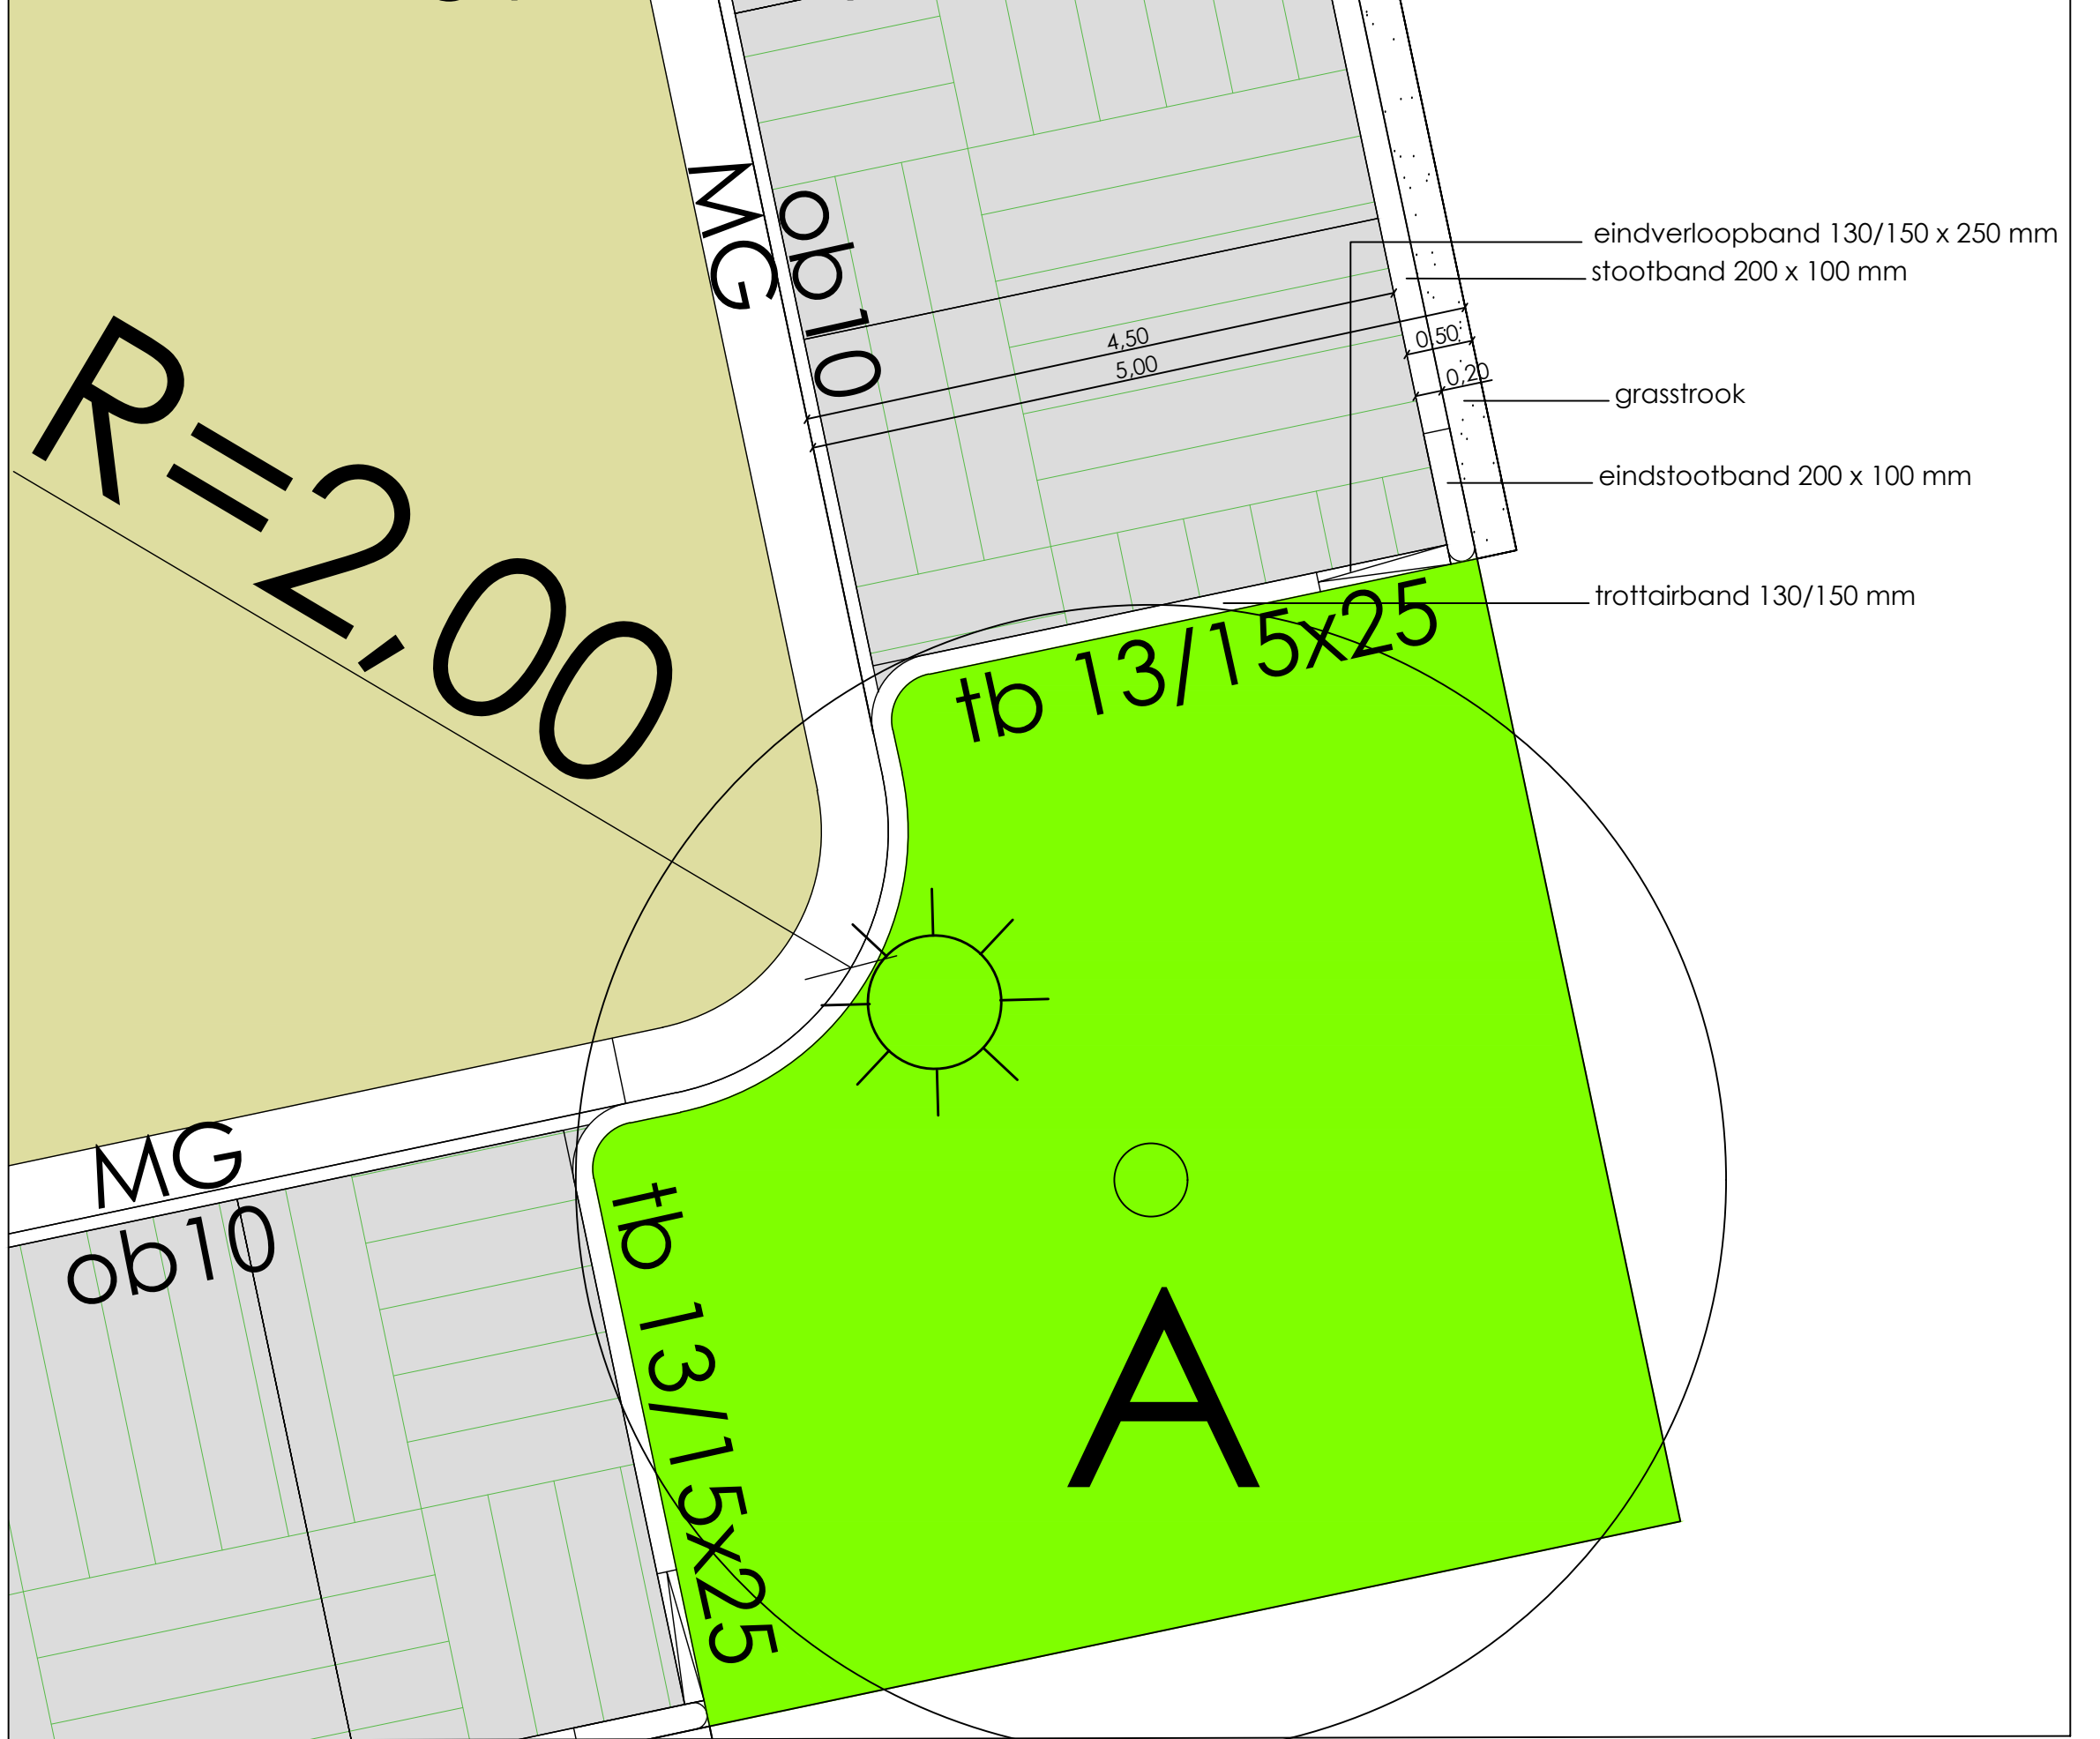 MG
ob10
eindverloopband 130/150 x 250 mm
stootband 200 x 100 mm
4,50
0,50
5,00
0,20
grasstrook
R=2,00
eindstootband 200 x 100 mm
trottairband 130/150 mm
tb 13/15x25
MG
ob10
tb 13/15x25
A